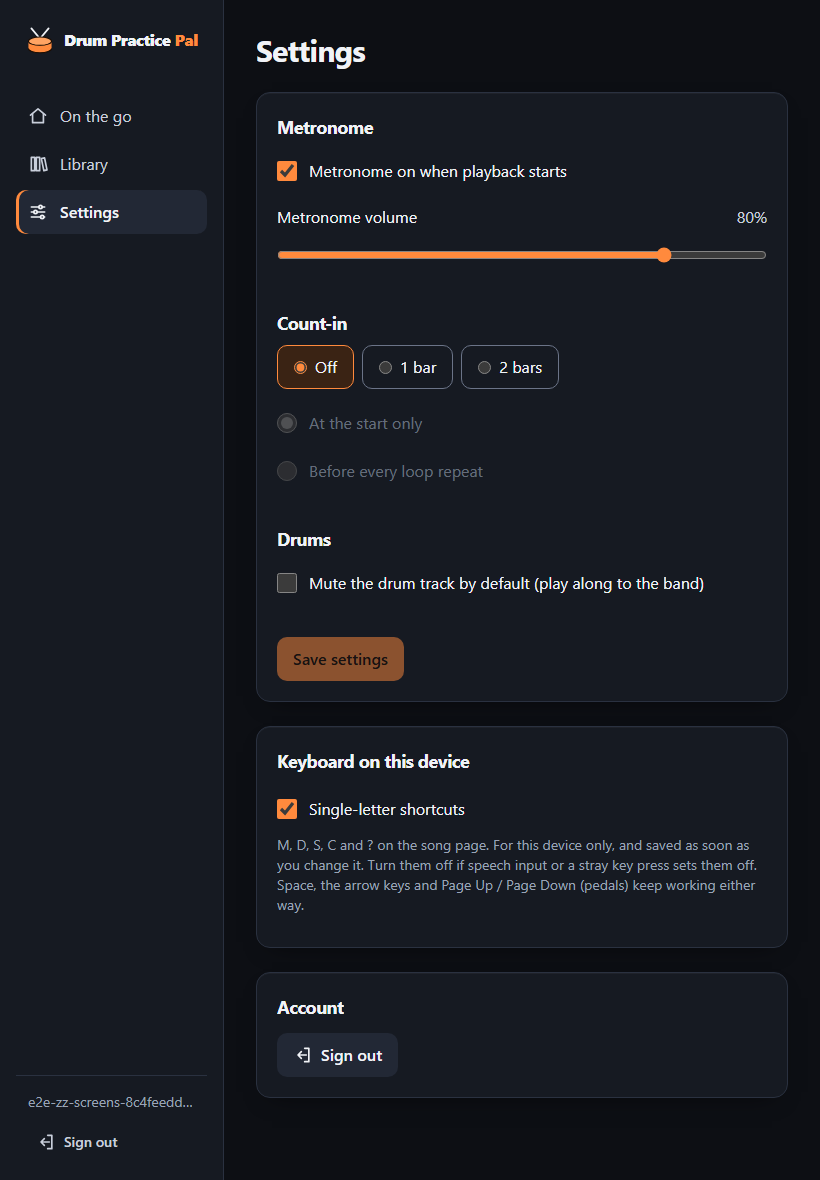 Drum Practice Pal
On the go
Library
Settings
e2e-zz-screens-8c4feedd...
Sign out
Settings
Metronome
Metronome on when playback starts
Metronome volume 80%
Count-in
Off 1 bar 2 bars
At the start only
Before every loop repeat
Drums
Mute the drum track by default (play along to the band)
Save settings
Keyboard on this device
Single-letter shortcuts
M, D, S, C and ? on the song page. For this device only, and saved as soon as
you change it. Turn them off if speech input or a stray key press sets them off.
Space, the arrow keys and Page Up / Page Down (pedals) keep working either
way.
Account
Sign out